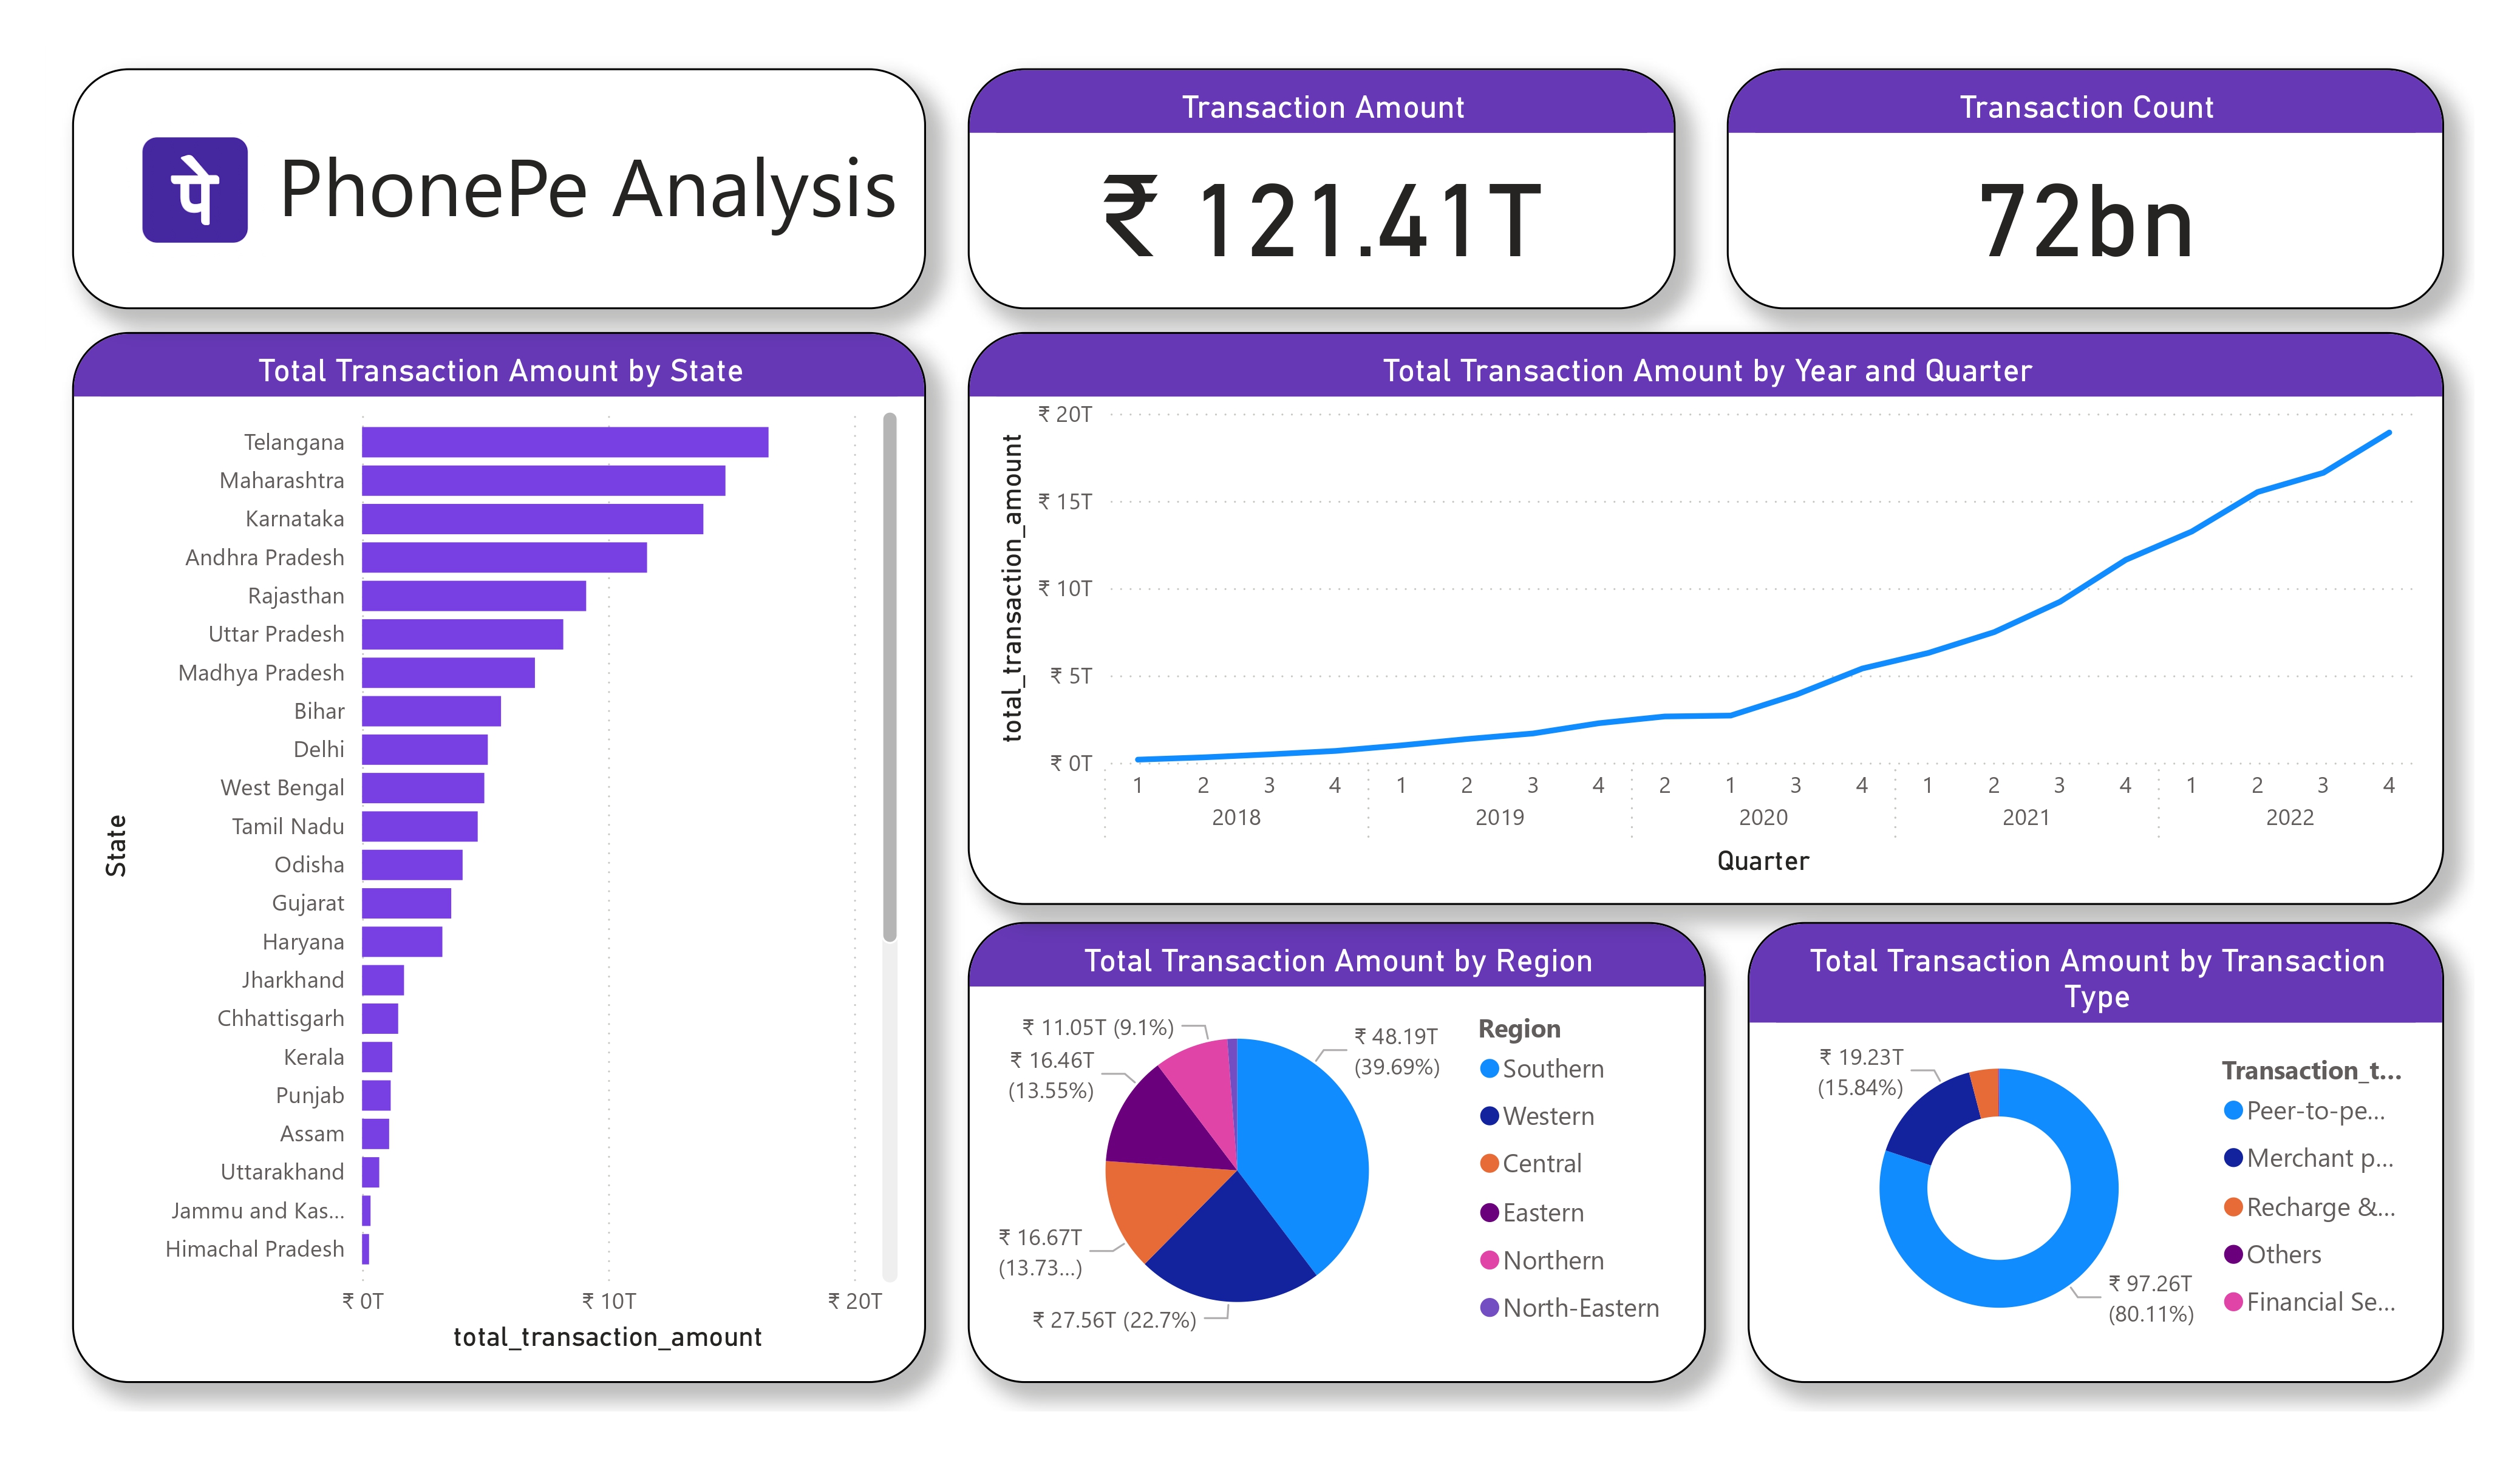 पे
PhonePe Analysis
Transaction Amount
₹ 121.41T
Transaction Count
72bn
Total Transaction Amount by State
State
Telangana
Maharashtra
Karnataka
Andhra Pradesh
Rajasthan
Uttar Pradesh
Madhya Pradesh
Bihar
Delhi
West Bengal
Tamil Nadu
Odisha
Gujarat
Haryana
Jharkhand
Chhattisgarh
Kerala
Punjab
Assam
Uttarakhand
Jammu and Kas...
Himachal Pradesh
₹ 0T ₹ 10T ₹ 20T
total_transaction_amount
Total Transaction Amount by Year and Quarter
total_transaction_amount
₹ 20T
₹ 15T
₹ 10T
₹ 5T
₹ 0T
1 2 3 4 1 2 3 4 2 1 3 4 1 2 3 4 1 2 3 4
2018 2019 2020 2021 2022
Quarter
Total Transaction Amount by Region
₹ 11.05T (9.1%)
₹ 16.46T
(13.55%)
₹ 16.67T
(13.73...)
₹ 27.56T (22.7%)
₹ 48.19T
(39.69%)
Region
Southern
Western
Central
Eastern
Northern
North-Eastern
Total Transaction Amount by Transaction
Type
₹ 19.23T
(15.84%)
₹ 97.26T
(80.11%)
Transaction_t...
Peer-to-pe...
Merchant p...
Recharge &...
Others
Financial Se...